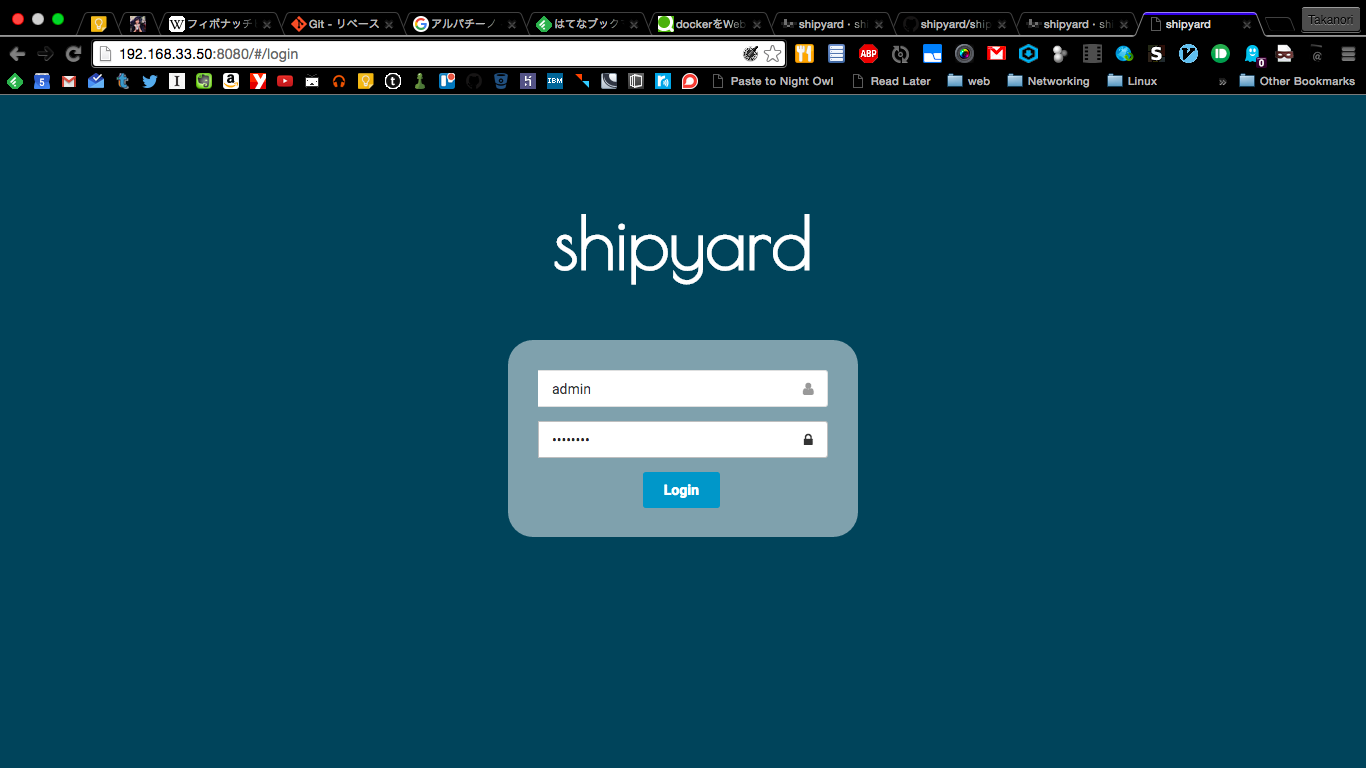 フィボナッチ
Git - リベース
アルパチーノ
はてなブック
dockerをWeb
shipyard · sh
shipyard/ship
shipyard · sh
shipyard
Takanori
192.168.33.50:8080/#/login
ABP
S
0
5
IBM
Paste to Night Owl
Read Later
web
Networking
Linux
»
Other Bookmarks
shipyard
admin
••••••••
Login